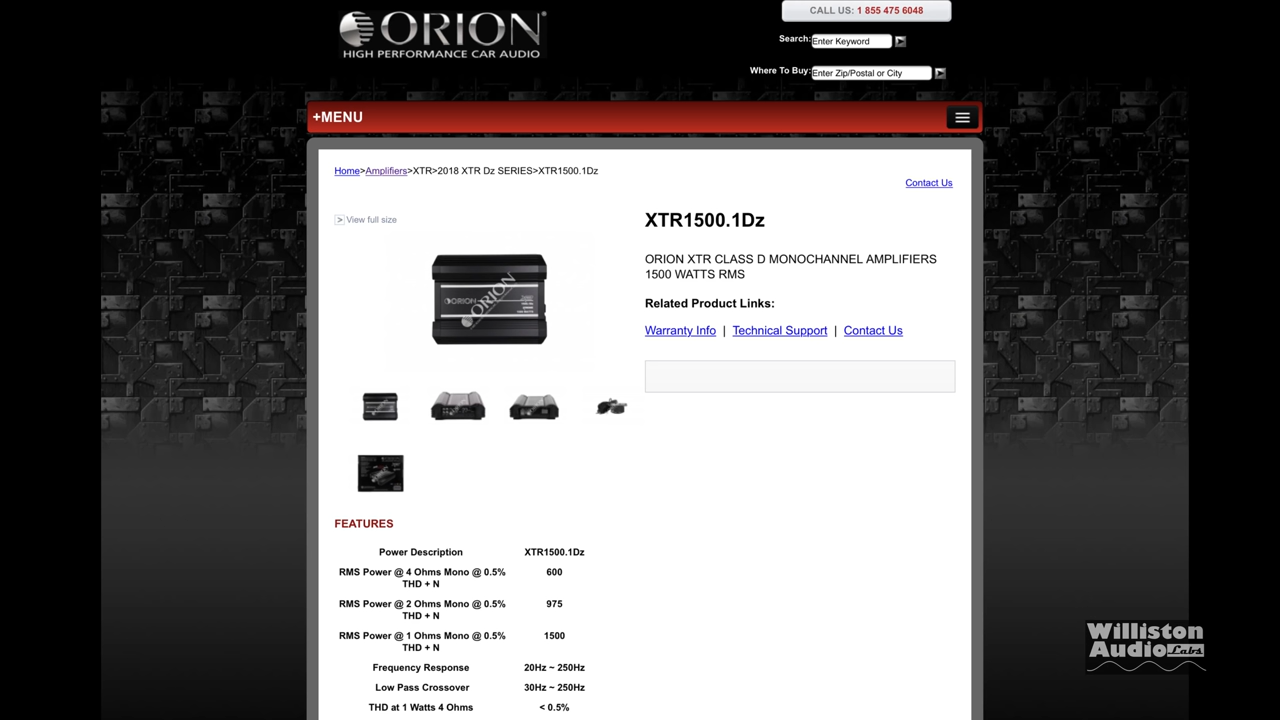 ORION
HIGH PERFORMANCE CAR AUDIO
CALL US: 1 855 475 6048
Search: Enter Keyword
Where To Buy: Enter Zip/Postal or City
+MENU
Home>Amplifiers>XTR>2018 XTR Dz SERIES>XTR1500.1Dz
Contact Us
> View full size
ORION
ORION
XTR1500.1Dz
ORION XTR CLASS D MONOCHANNEL AMPLIFIERS
1500 WATTS RMS
Related Product Links:
Warranty Info | Technical Support | Contact Us
FEATURES
Power Description XTR1500.1Dz
RMS Power @ 4 Ohms Mono @ 0.5% 600
THD + N
RMS Power @ 2 Ohms Mono @ 0.5% 975
THD + N
RMS Power @ 1 Ohms Mono @ 0.5% 1500
THD + N
Frequency Response 20Hz ~ 250Hz
Low Pass Crossover 30Hz ~ 250Hz
THD at 1 Watts 4 Ohms < 0.5%
Williston
Audio Labs